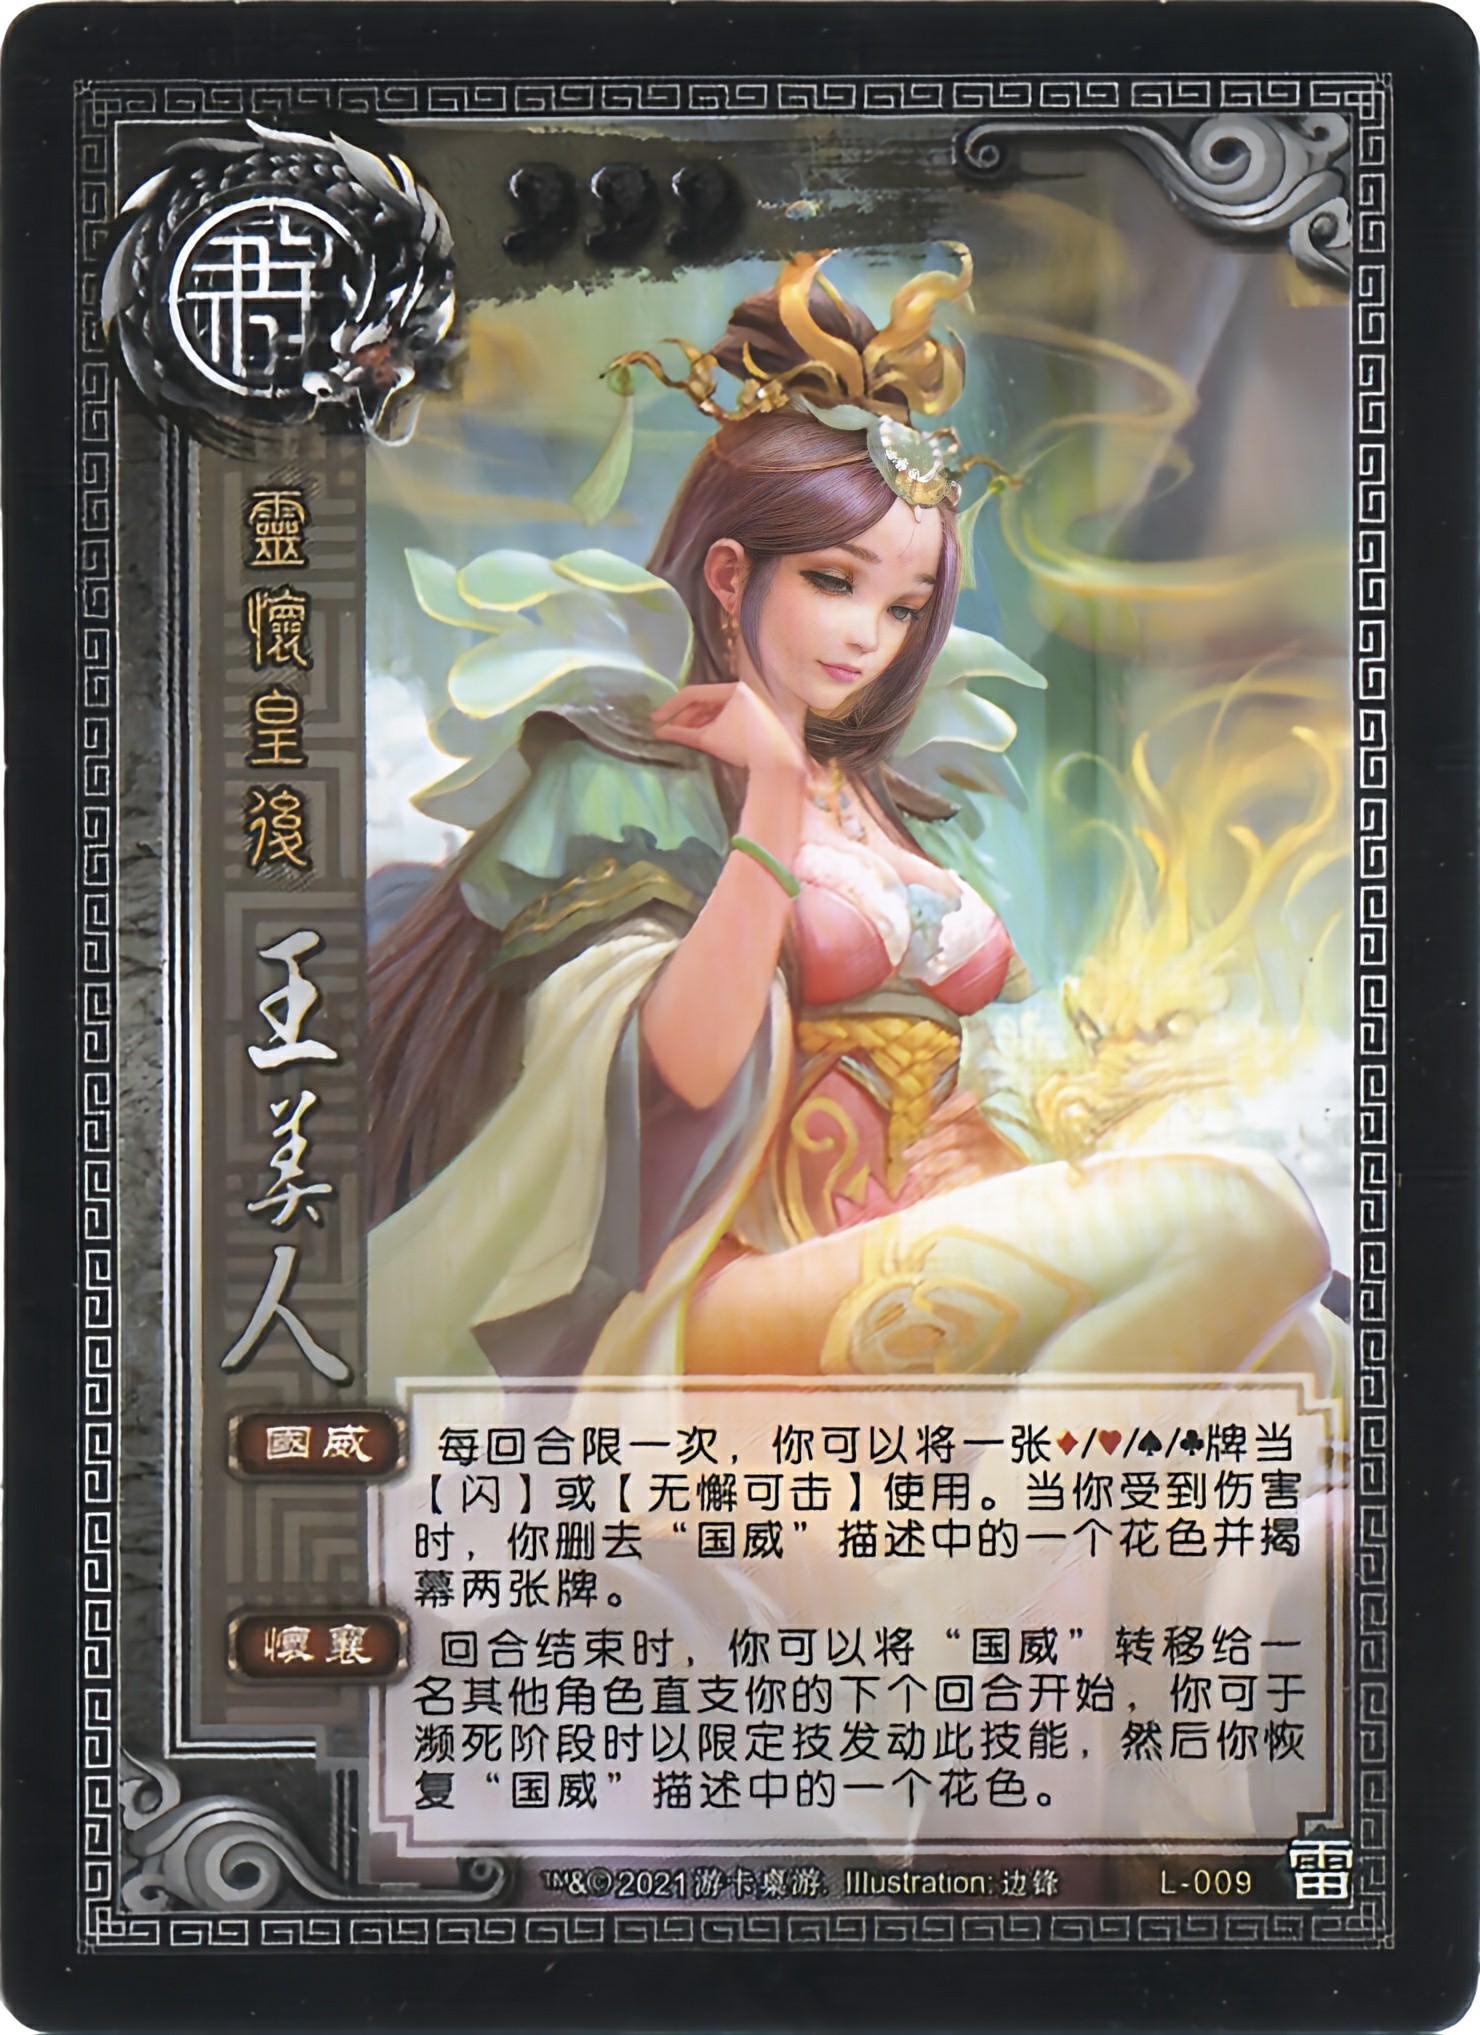 靈懷皇後
王美人
國威
每回合限一次，你可以将一张♦/♥/♠/♣牌当
【闪】或【无懈可击】使用。当你受到伤害
时，你删去“国威”描述中的一个花色并揭
幕两张牌。
懷襄
回合结束时，你可以将“国威”转移给一
名其他角色直支你的下个回合开始，你可于
濒死阶段时以限定技发动此技能，然后你恢
复“国威”描述中的一个花色。
™&©2021游卡桌游. Illustration:边锋
L-009
雷